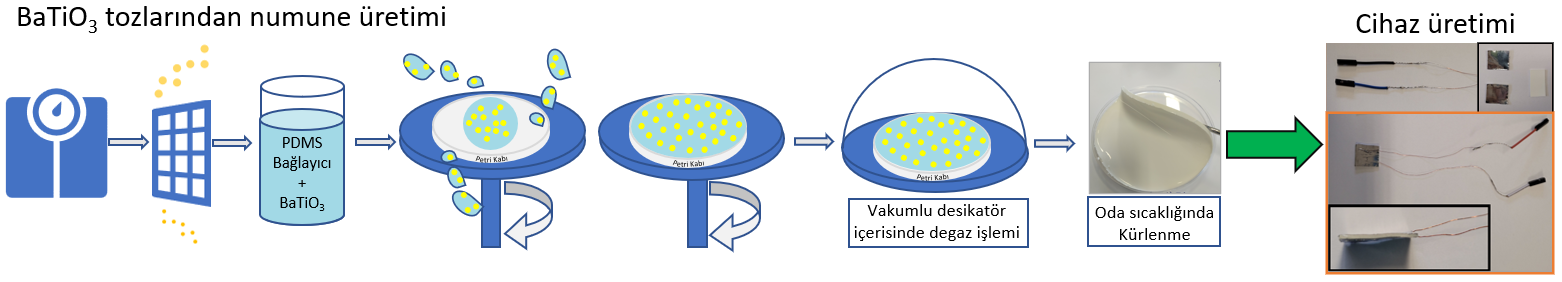 BaTiO₃ tozlarından numune üretimi
Cihaz üretimi
PDMS
Bağlayıcı
+
BaTiO₃
Petri Kabı
Petri Kabı
Petri Kabı
Vakumlu desikatör
içerisinde degaz işlemi
Oda sıcaklığında
Kürlenme